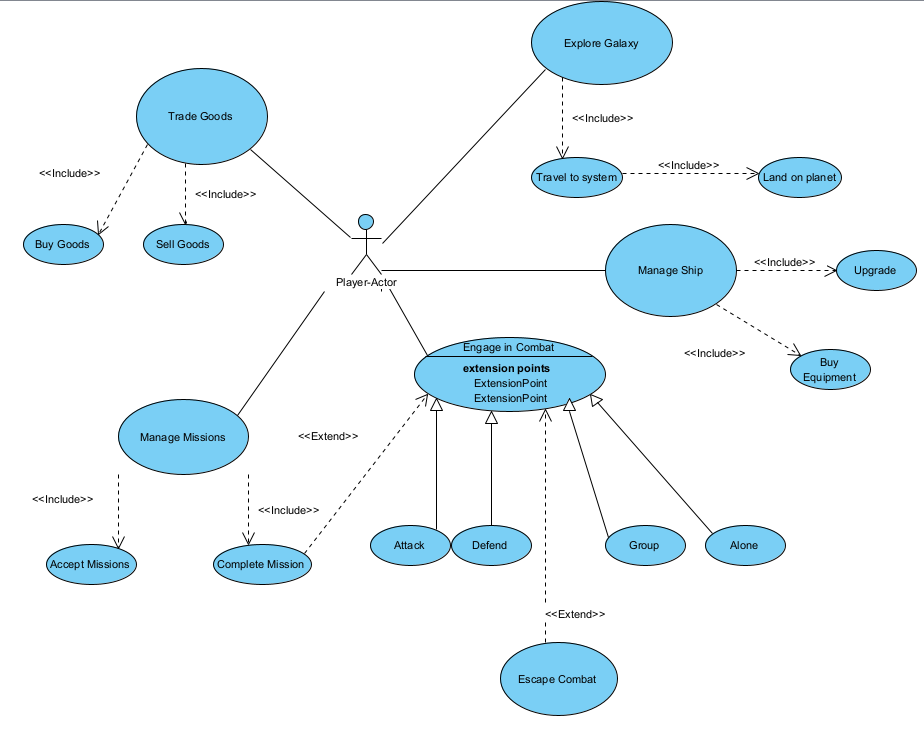 Explore Galaxy
Trade Goods
<<Include>>
<<Include>>
<<Include>>
<<Include>>
Travel to system
Land on planet
Buy Goods
Sell Goods
Player-Actor
Manage Ship
<<Include>>
Upgrade
<<Include>>
Buy
Equipment
Engage in Combat
extension points
ExtensionPoint
ExtensionPoint
Manage Missions
<<Extend>>
<<Include>>
<<Include>>
Accept Missions
Complete Mission
Attack
Defend
Group
Alone
<<Extend>>
Escape Combat